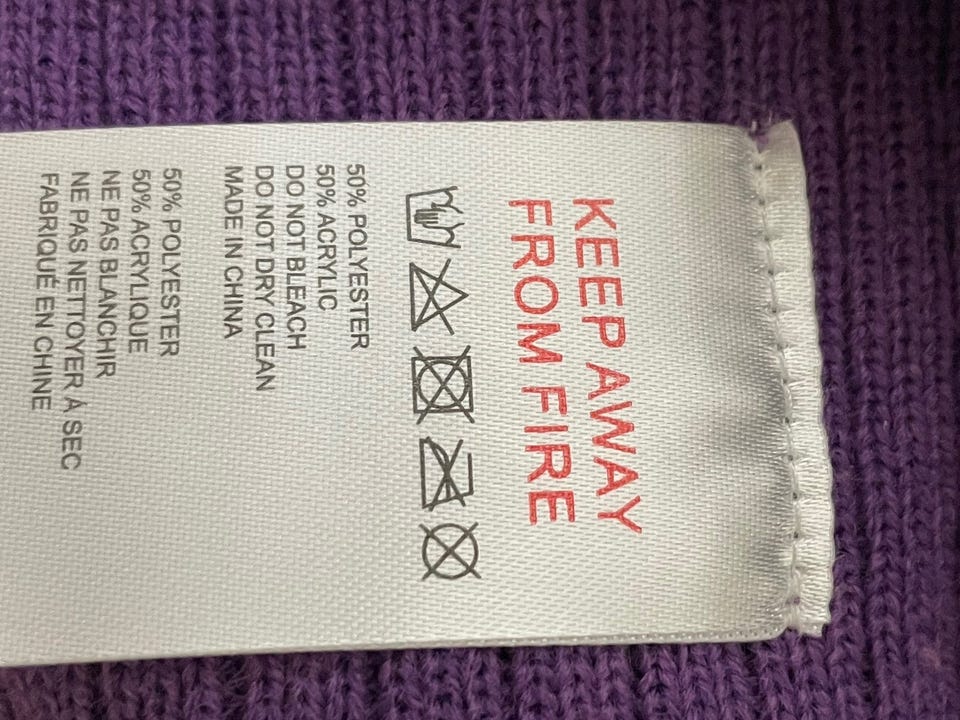 KEEP AWAY
FROM FIRE
50% POLYESTER
50% ACRYLIC
DO NOT BLEACH
DO NOT DRY CLEAN
MADE IN CHINA
50% POLYESTER
50% ACRYLIQUE
NE PAS BLANCHIR
NE PAS NETTOYER À SEC
FABRIQUÉ EN CHINE